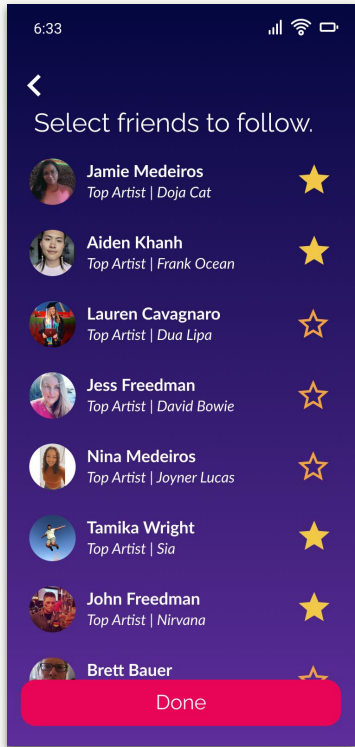 6:33
Select friends to follow.
Jamie Medeiros
Top Artist | Doja Cat
Aiden Khanh
Top Artist | Frank Ocean
Lauren Cavagnaro
Top Artist | Dua Lipa
Jess Freedman
Top Artist | David Bowie
Nina Medeiros
Top Artist | Joyner Lucas
Tamika Wright
Top Artist | Sia
John Freedman
Top Artist | Nirvana
Brett Bauer
Done